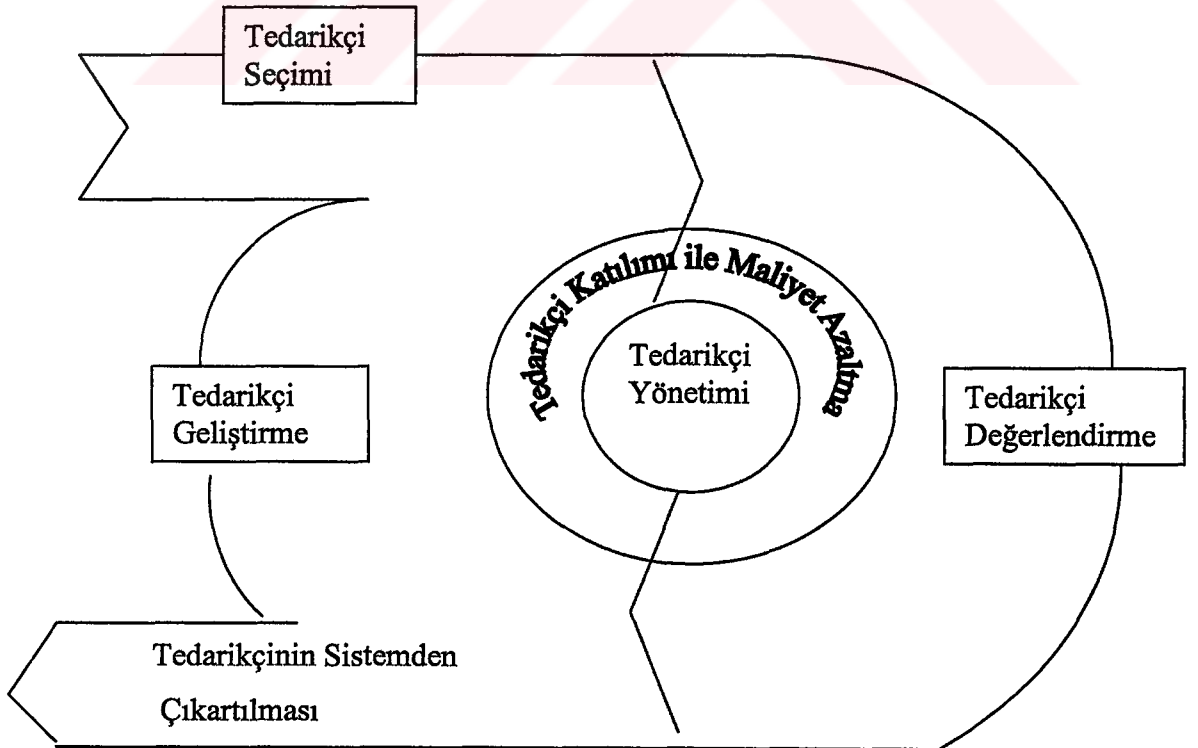 Tedarikçi
Seçimi
Tedarikçi Katılımı ile Maliyet Azaltma
Tedarikçi
Yönetimi
Tedarikçi
Geliştirme
Tedarikçi
Değerlendirme
Tedarikçinin Sistemden
Çıkartılması